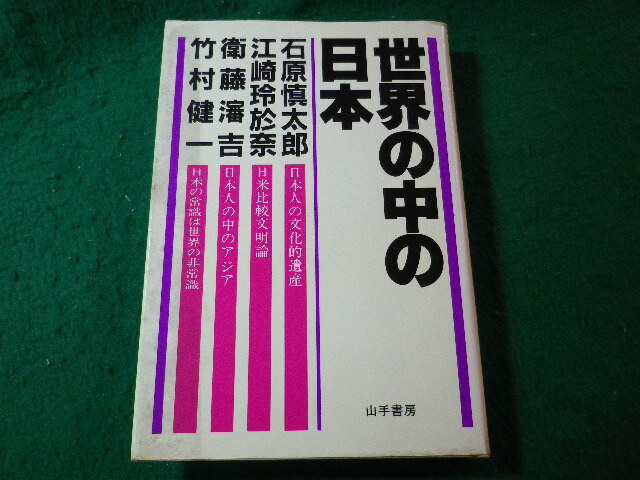 世界の中の
日本
石原慎太郎
日本人の文化的遺産
江崎玲於奈
日米比較文明論
衛藤瀋吉
日本人の中のアジア
竹村健一
日本の常識は世界の非常識
山手書房